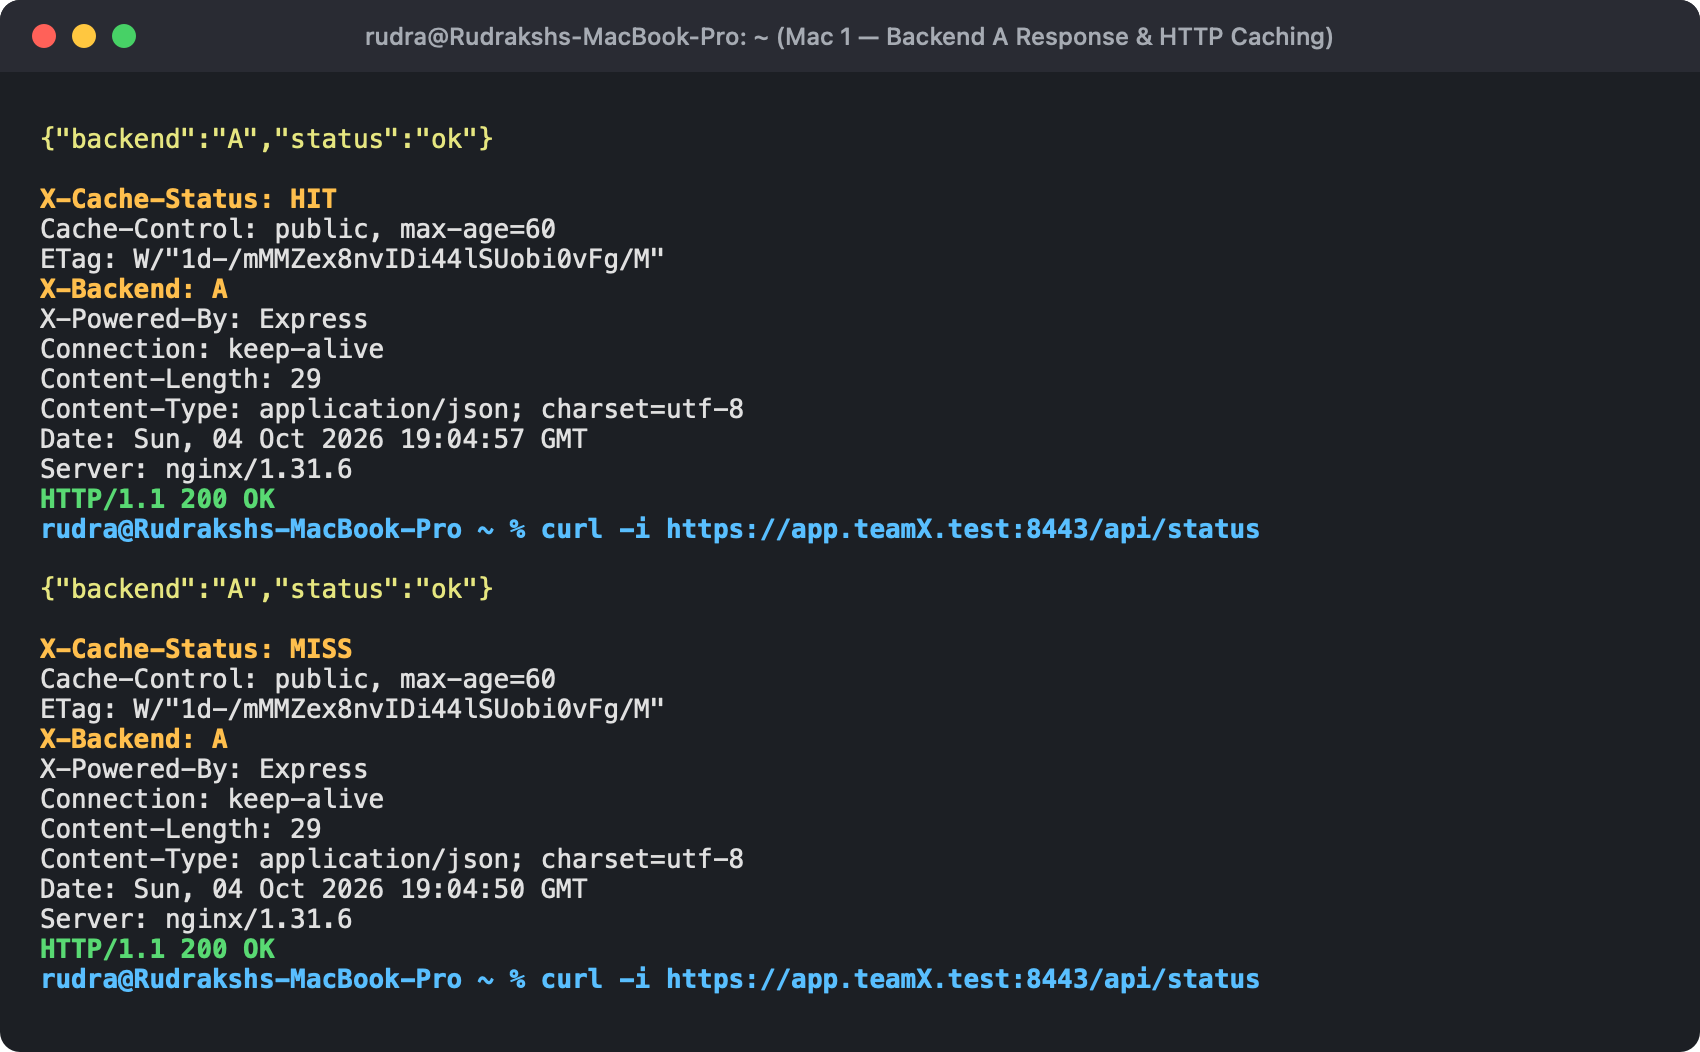 rudra@Rudrakshs-MacBook-Pro: ~ (Mac 1 — Backend A Response & HTTP Caching)
{"backend":"A","status":"ok"}
X-Cache-Status: HIT
Cache-Control: public, max-age=60
ETag: W/"1d-/mMMZex8nvIDi44lSUobi0vFg/M"
X-Backend: A
X-Powered-By: Express
Connection: keep-alive
Content-Length: 29
Content-Type: application/json; charset=utf-8
Date: Sun, 04 Oct 2026 19:04:57 GMT
Server: nginx/1.31.6
HTTP/1.1 200 OK
rudra@Rudrakshs-MacBook-Pro ~ % curl -i https://app.teamX.test:8443/api/status
{"backend":"A","status":"ok"}
X-Cache-Status: MISS
Cache-Control: public, max-age=60
ETag: W/"1d-/mMMZex8nvIDi44lSUobi0vFg/M"
X-Backend: A
X-Powered-By: Express
Connection: keep-alive
Content-Length: 29
Content-Type: application/json; charset=utf-8
Date: Sun, 04 Oct 2026 19:04:50 GMT
Server: nginx/1.31.6
HTTP/1.1 200 OK
rudra@Rudrakshs-MacBook-Pro ~ % curl -i https://app.teamX.test:8443/api/status